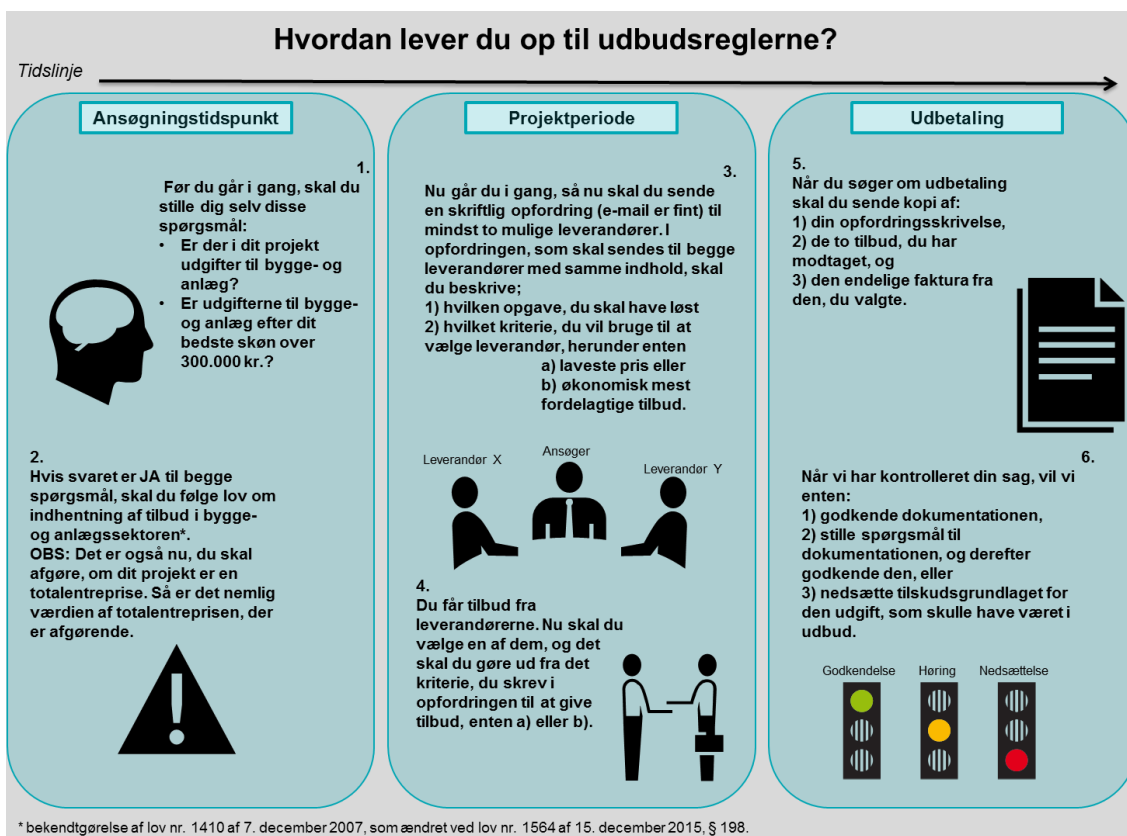 Hvordan lever du op til udbudsreglerne?
Tidslinje
Ansøgningstidspunkt
1.
Før du går i gang, skal du
stille dig selv disse
spørgsmål:
• Er der i dit projekt
udgifter til bygge- og
anlæg?
• Er udgifterne til bygge-
og anlæg efter dit
bedste skøn over
300.000 kr.?
2.
Hvis svaret er JA til begge
spørgsmål, skal du følge lov om
indhentning af tilbud i bygge-
og anlægssektoren*.
OBS: Det er også nu, du skal
afgøre, om dit projekt er en
totalentreprise. Så er det nemlig
værdien af totalentreprisen, der
er afgørende.
Projektperiode
3.
Nu går du i gang, så nu skal du sende
en skriftlig opfordring (e-mail er fint) til
mindst to mulige leverandører. I
opfordringen, som skal sendes til begge
leverandører med samme indhold, skal
du beskrive;
1) hvilken opgave, du skal have løst
2) hvilket kriterie, du vil bruge til at
vælge leverandør, herunder enten
a) laveste pris eller
b) økonomisk mest
fordelagtige tilbud.
Leverandør X
Ansøger
Leverandør Y
4.
Du får tilbud fra
leverandørerne. Nu skal du
vælge en af dem, og det
skal du gøre ud fra det
kriterie, du skrev i
opfordringen til at give
tilbud, enten a) eller b).
Udbetaling
5.
Når du søger om udbetaling
skal du sende kopi af:
1) din opfordringsskrivelse,
2) de to tilbud, du har
modtaget, og
3) den endelige faktura fra
den, du valgte.
6.
Når vi har kontrolleret din sag, vil vi
enten:
1) godkende dokumentationen,
2) stille spørgsmål til
dokumentationen, og derefter
godkende den, eller
3) nedsætte tilskudsgrundlaget for
den udgift, som skulle have været i
udbud.
Godkendelse
Høring
Nedsættelse
* bekendtgørelse af lov nr. 1410 af 7. december 2007, som ændret ved lov nr. 1564 af 15. december 2015, § 198.